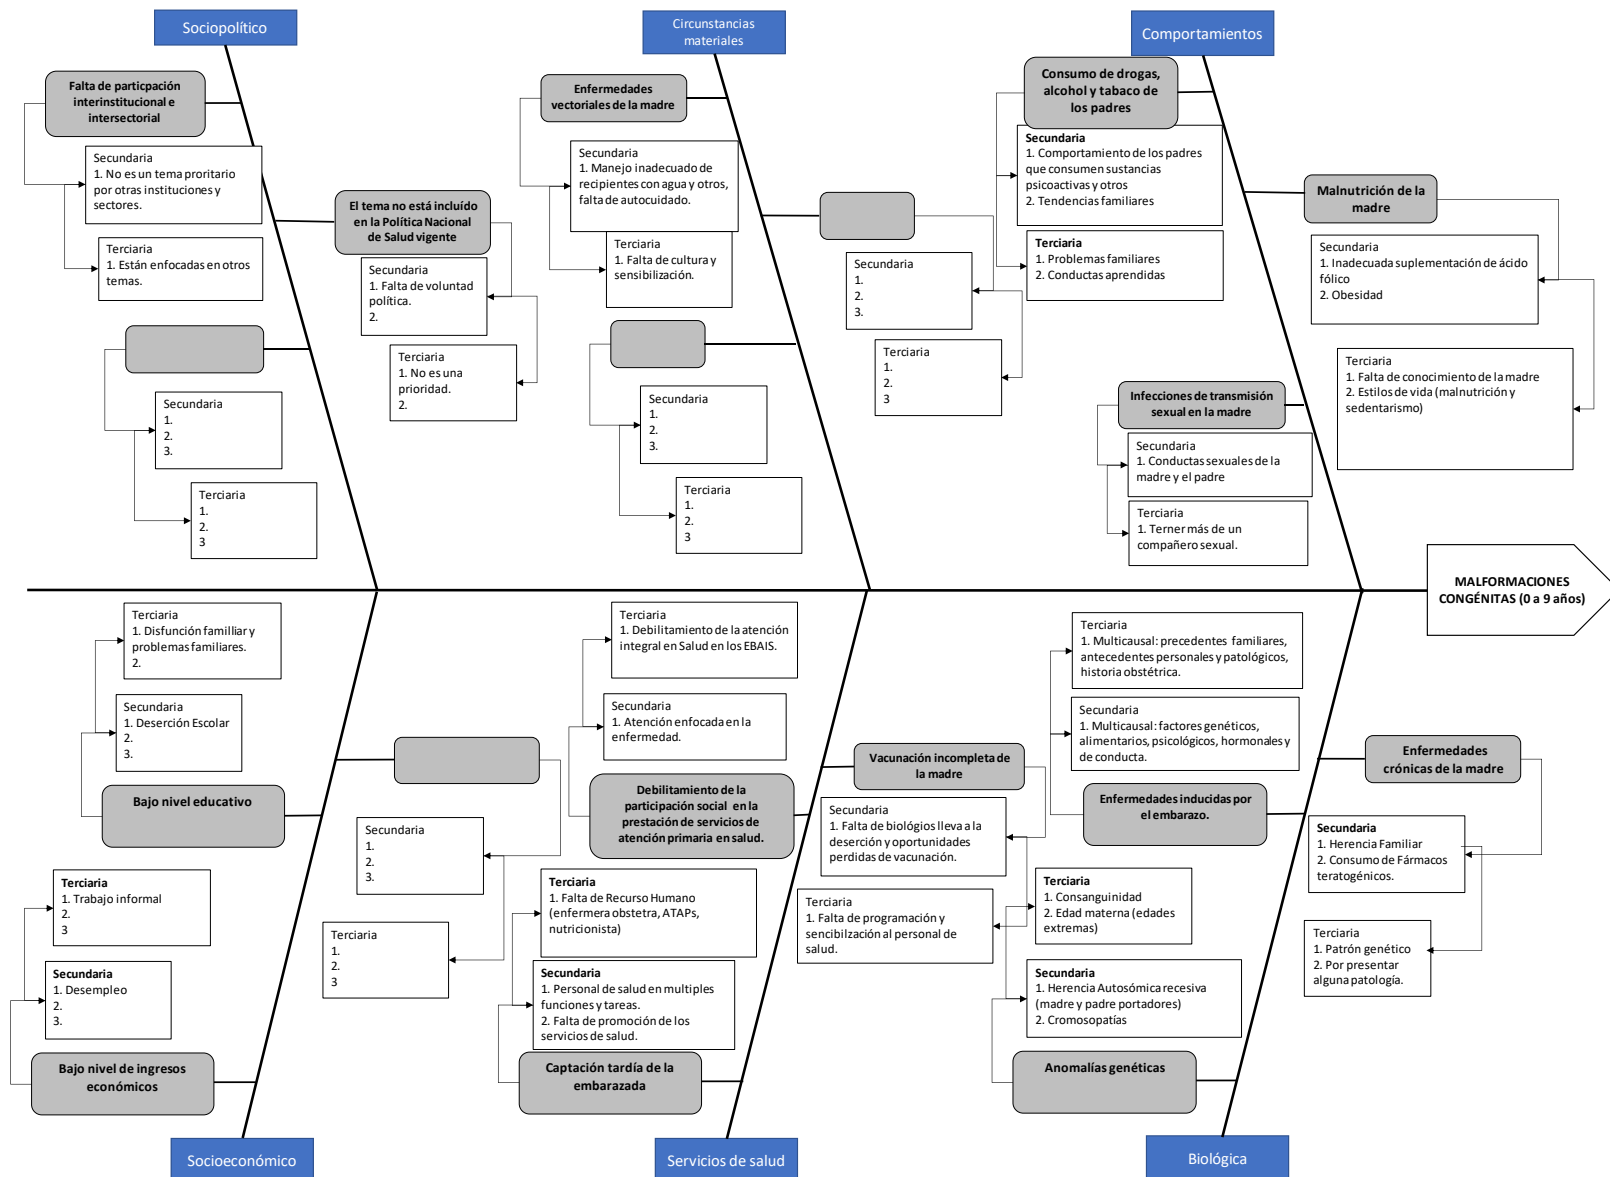 Sociopolítico
Circunstancias
materiales
Comportamientos
Falta de particpación
interinstitucional e
intersectorial
Secundaria
1. No es un tema proritario
por otras instituciones y
sectores.
Terciaria
1. Están enfocadas en otros
temas.
El tema no está incluído
en la Política Nacional
de Salud vigente
Secundaria
1. Falta de voluntad
política.
2.
Terciaria
1. No es una
prioridad.
2.
Secundaria
1.
2.
3.
Terciaria
1.
2.
3
Enfermedades
vectoriales de la madre
Secundaria
1. Manejo inadecuado de
recipientes con agua y otros,
falta de autocuidado.
Terciaria
1. Falta de cultura y
sensibilización.
Secundaria
1.
2.
3.
Terciaria
1.
2.
3
Secundaria
1.
2.
3.
Terciaria
1.
2.
3
Consumo de drogas,
alcohol y tabaco de
los padres
Secundaria
1. Comportamiento de los padres
que consumen sustancias
psicoactivas y otros
2. Tendencias familiares
Terciaria
1. Problemas familiares
2. Conductas aprendidas
Malnutrición de la
madre
Secundaria
1. Inadecuada suplementación de ácido
fólico
2. Obesidad
Terciaria
1. Falta de conocimiento de la madre
2. Estilos de vida (malnutrición y
sedentarismo)
Infecciones de transmisión
sexual en la madre
Secundaria
1. Conductas sexuales de la
madre y el padre
Terciaria
1. Terner más de un
compañero sexual.
MALFORMACIONES
CONGÉNITAS (0 a 9 años)
Terciaria
1. Disfunción familliar y
problemas familiares.
2.
Secundaria
1. Deserción Escolar
2.
3.
Bajo nivel educativo
Terciaria
1. Trabajo informal
2.
3
Secundaria
1. Desempleo
2.
3.
Bajo nivel de ingresos
económicos
Secundaria
1.
2.
3.
Terciaria
1.
2.
3
Terciaria
1. Debilitamiento de la atención
integral en Salud en los EBAIS.
Secundaria
1. Atención enfocada en la
enfermedad.
Debilitamiento de la
participación social en la
prestación de servicios de
atención primaria en salud.
Terciaria
1. Falta de Recurso Humano
(enfermera obstetra, ATAPs,
nutricionista)
Secundaria
1. Personal de salud en multiples
funciones y tareas.
2. Falta de promoción de los
servicios de salud.
Captación tardía de la
embarazada
Vacunación incompleta de
la madre
Secundaria
1. Falta de biológios lleva a la
deserción y oportunidades
perdidas de vacunación.
Terciaria
1. Falta de programación y
sencibilzación al personal de
salud.
Terciaria
1. Multicausal: precedentes familiares,
antecedentes personales y patológicos,
historia obstétrica.
Secundaria
1. Multicausal: factores genéticos,
alimentarios, psicológicos, hormonales y
de conducta.
Enfermedades inducidas por
el embarazo.
Terciaria
1. Consanguinidad
2. Edad materna (edades
extremas)
Secundaria
1. Herencia Autosómica recesiva
(madre y padre portadores)
2. Cromosopatías
Anomalías genéticas
Enfermedades
crónicas de la madre
Secundaria
1. Herencia Familiar
2. Consumo de Fármacos
teratogénicos.
Terciaria
1. Patrón genético
2. Por presentar
alguna patología.
Socioeconómico
Servicios de salud
Biológica